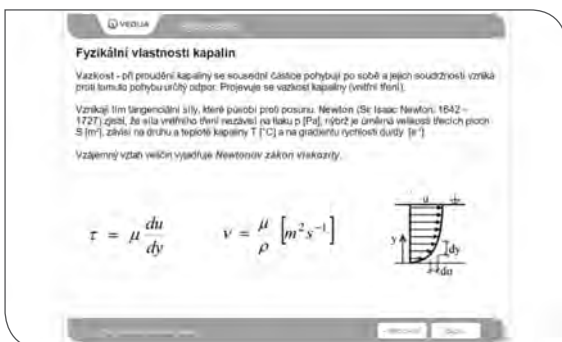 VEDUA
Fyzikální vlastnosti kapalin
Vazkost - při proudění kapaliny se sousední částice pohybují po sobě a jejich soudržností vzniká
proti tomuto pohybu určitý odpor. Projevuje se vazkost kapaliny (vnitřní tření).
Vznikají tím tangenciální síly, které působí proti posunu. Newton (Sir Isaac Newton, 1642 –
1727) zjistil, že síla vnitřního tření nezávisí na tlaku p [Pa], nýbrž je úměrná velikosti třecích ploch
S [m²], závisí na druhu a teplotě kapaliny T [°C] a na gradientu rychlosti du/dy [s⁻¹].
Vzájemný vztah veličin vyjadřuje Newtonův zákon viskozity.
τ = μ du/dy
ν = μ/ρ [m²s⁻¹]
u
y
dy
du